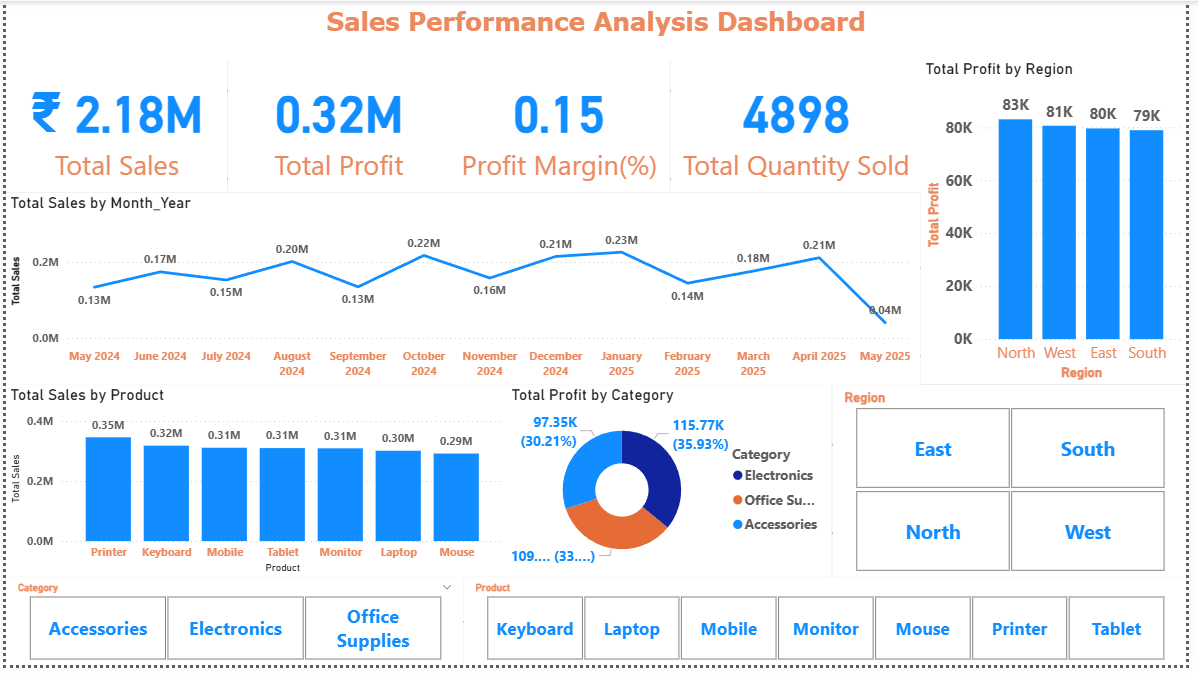 Sales Performance Analysis Dashboard
₹ 2.18M
Total Sales
0.32M
Total Profit
0.15
Profit Margin(%)
4898
Total Quantity Sold
Total Profit by Region
83K
81K
80K
79K
80K
60K
40K
20K
0K
Total Profit
North West East South
Region
Total Sales by Month_Year
Total Sales
0.2M
0.0M
0.13M
0.17M
0.15M
0.20M
0.13M
0.22M
0.16M
0.21M
0.23M
0.14M
0.18M
0.21M
0.04M
May 2024
June 2024
July 2024
August
2024
September
2024
October
2024
November
2024
December
2024
January
2025
February
2025
March
2025
April 2025
May 2025
Total Sales by Product
Total Sales
0.4M
0.2M
0.0M
0.35M
0.32M
0.31M
0.31M
0.31M
0.30M
0.29M
Printer Keyboard Mobile Tablet Monitor Laptop Mouse
Product
Total Profit by Category
97.35K
(30.21%)
115.77K
(35.93%)
109.... (33....)
Category
Electronics
Office Su...
Accessories
Region
East
South
North
West
Category
Accessories
Electronics
Office
Supplies
Product
Keyboard
Laptop
Mobile
Monitor
Mouse
Printer
Tablet